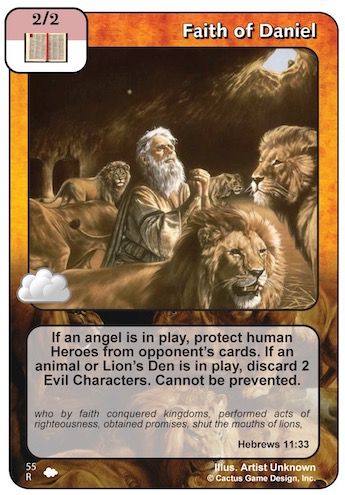 2/2
Faith of Daniel
If an angel is in play, protect human
Heroes from opponent's cards. If an
animal or Lion's Den is in play, discard 2
Evil Characters. Cannot be prevented.
who by faith conquered kingdoms, performed acts of
righteousness, obtained promises, shut the mouths of lions,
Hebrews 11:33
55
R
Illus. Artist Unknown
© Cactus Game Design, Inc.